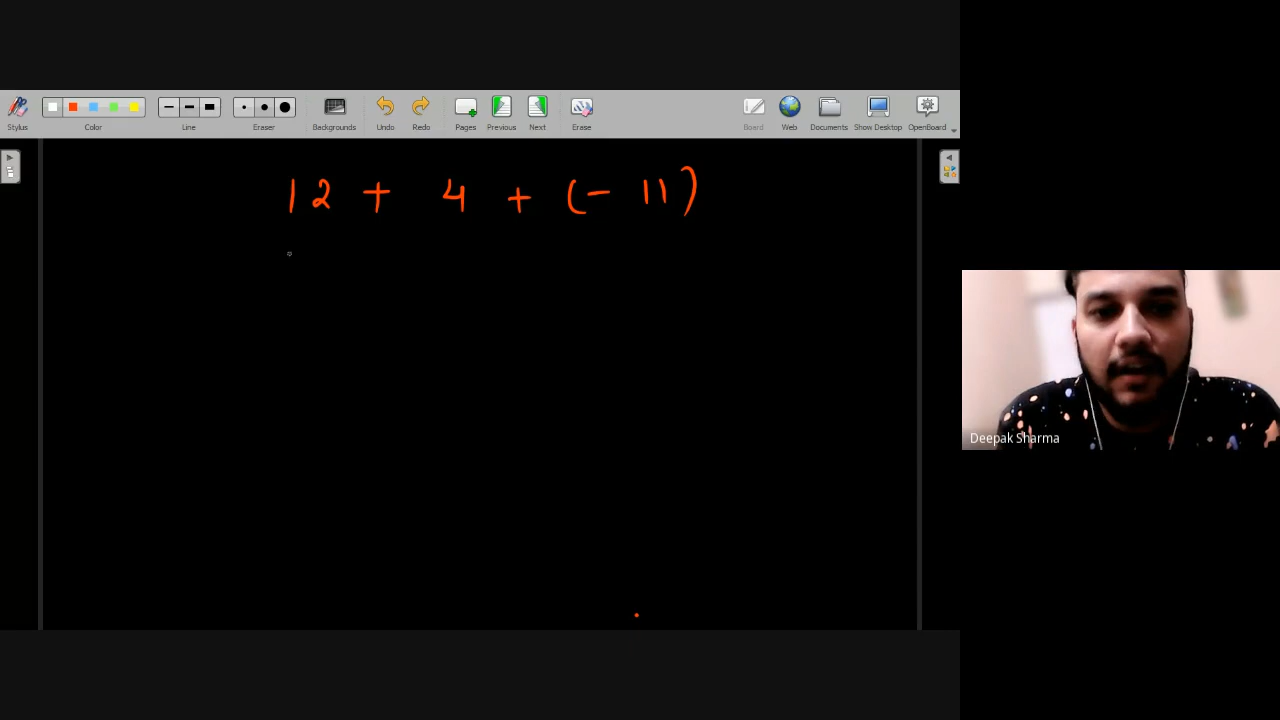 Stylus Color Line Eraser Backgrounds Undo Redo Pages Previous Next Erase Board Web Documents Show Desktop OpenBoard
12 + 4 + (- 11)
Deepak Sharma